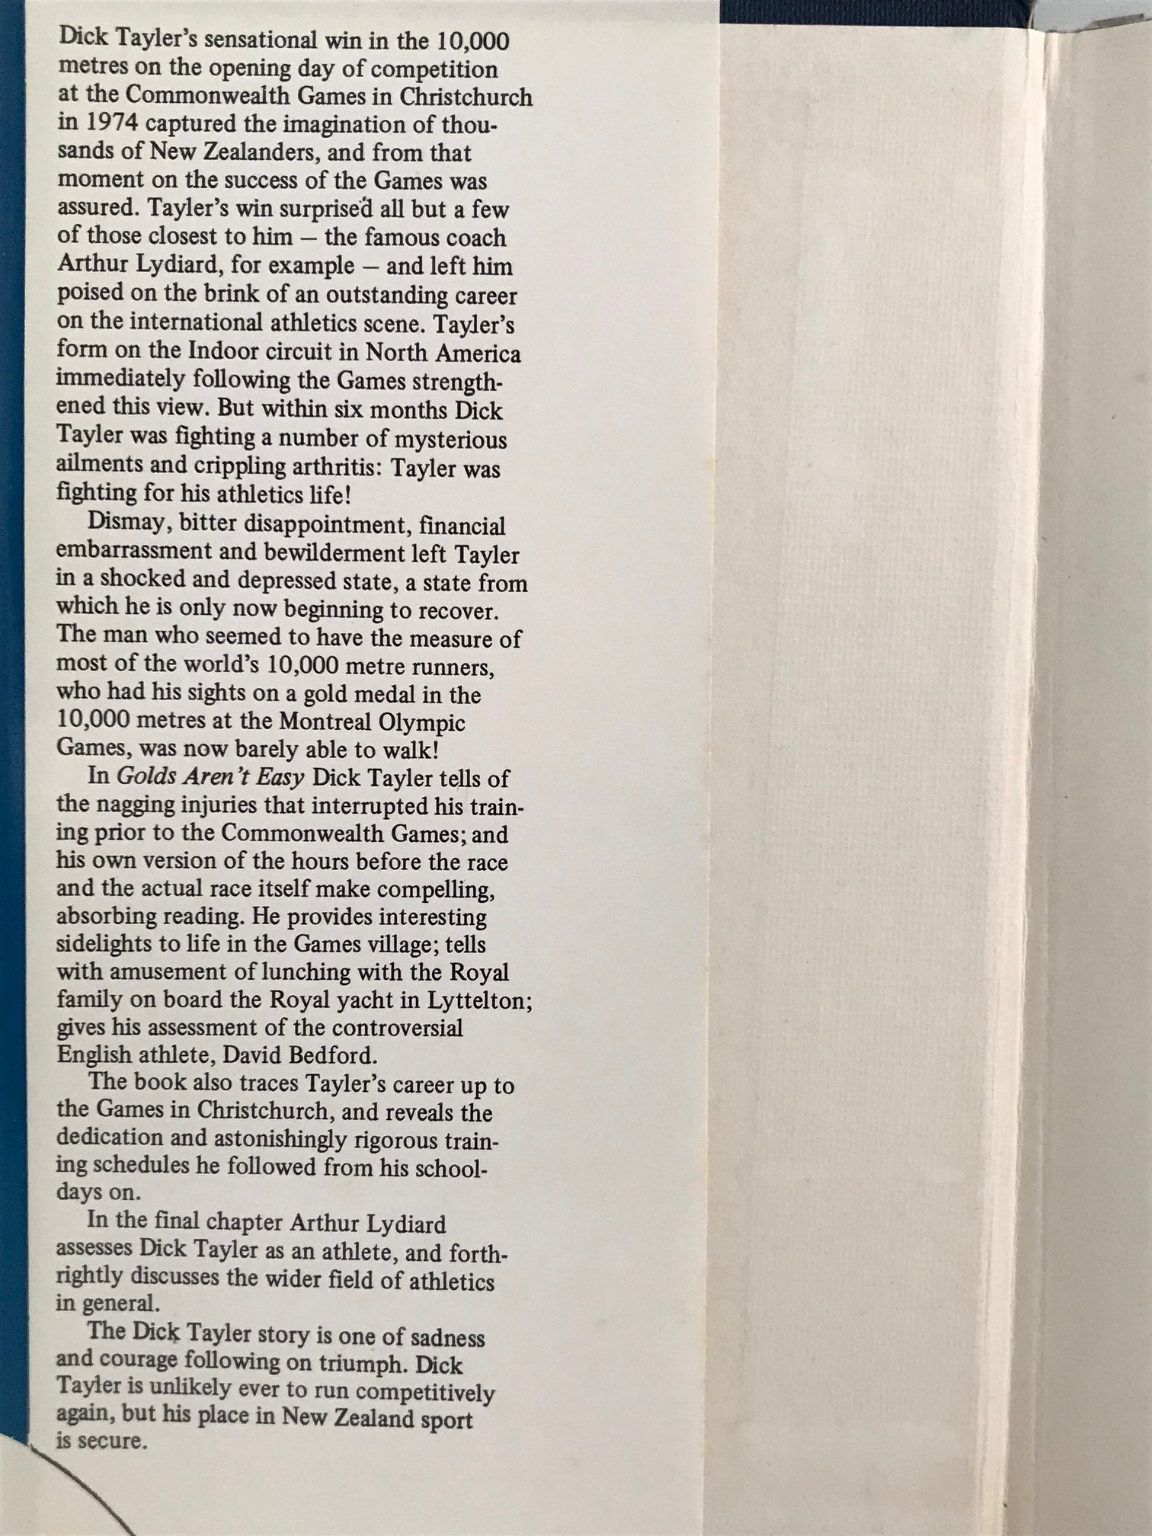 Dick Tayler's sensational win in the 10,000
metres on the opening day of competition
at the Commonwealth Games in Christchurch
in 1974 captured the imagination of thou-
sands of New Zealanders, and from that
moment on the success of the Games was
assured. Tayler's win surprised all but a few
of those closest to him – the famous coach
Arthur Lydiard, for example – and left him
poised on the brink of an outstanding career
on the international athletics scene. Tayler's
form on the Indoor circuit in North America
immediately following the Games strength-
ened this view. But within six months Dick
Tayler was fighting a number of mysterious
ailments and crippling arthritis: Tayler was
fighting for his athletics life!
Dismay, bitter disappointment, financial
embarrassment and bewilderment left Tayler
in a shocked and depressed state, a state from
which he is only now beginning to recover.
The man who seemed to have the measure of
most of the world's 10,000 metre runners,
who had his sights on a gold medal in the
10,000 metres at the Montreal Olympic
Games, was now barely able to walk!
In Golds Aren't Easy Dick Tayler tells of
the nagging injuries that interrupted his train-
ing prior to the Commonwealth Games; and
his own version of the hours before the race
and the actual race itself make compelling,
absorbing reading. He provides interesting
sidelights to life in the Games village; tells
with amusement of lunching with the Royal
family on board the Royal yacht in Lyttelton;
gives his assessment of the controversial
English athlete, David Bedford.
The book also traces Tayler's career up to
the Games in Christchurch, and reveals the
dedication and astonishingly rigorous train-
ing schedules he followed from his school-
days on.
In the final chapter Arthur Lydiard
assesses Dick Tayler as an athlete, and forth-
rightly discusses the wider field of athletics
in general.
The Dick Tayler story is one of sadness
and courage following on triumph. Dick
Tayler is unlikely ever to run competitively
again, but his place in New Zealand sport
is secure.